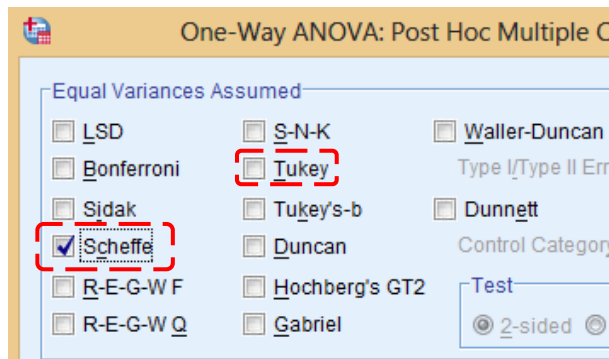 One-Way ANOVA: Post Hoc Multiple
Equal Variances Assumed
LSD S-N-K Waller-Duncan
Bonferroni Tukey Type I/Type II
Sidak Tukey's-b Dunnett
Scheffe Duncan Control Category
R-E-G-W F Hochberg's GT2 Test
R-E-G-W Q Gabriel 2-sided